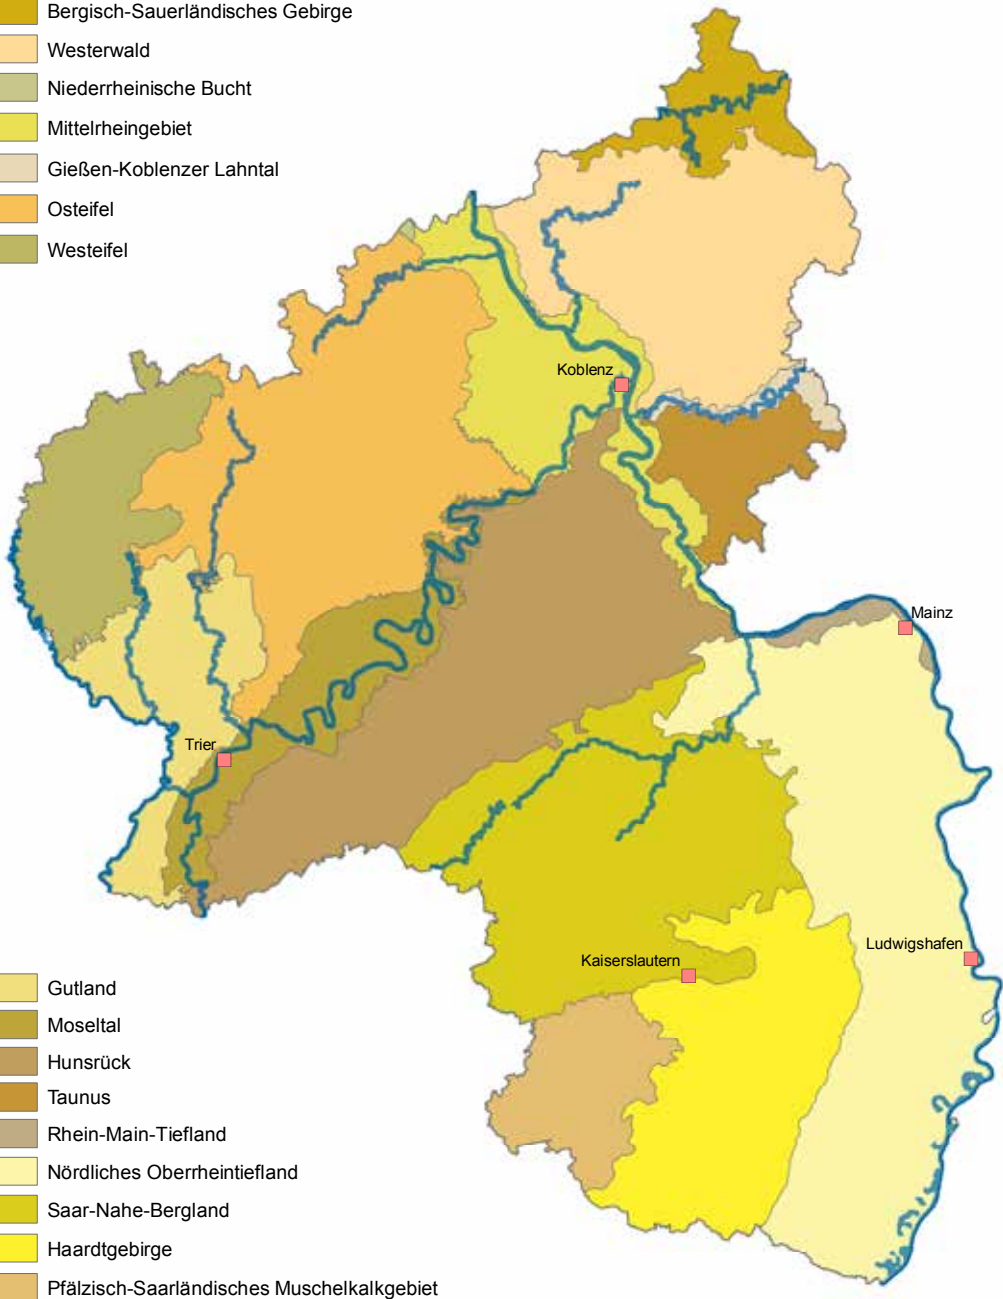 Bergisch-Sauerländisches Gebirge
Westerwald
Niederrheinische Bucht
Mittelrheingebiet
Gießen-Koblenzer Lahntal
Osteifel
Westeifel
Koblenz
Mainz
Trier
Ludwigshafen
Kaiserslautern
Gutland
Moseltal
Hunsrück
Taunus
Rhein-Main-Tiefland
Nördliches Oberrheintiefland
Saar-Nahe-Bergland
Haardtgebirge
Pfälzisch-Saarländisches Muschelkalkgebiet